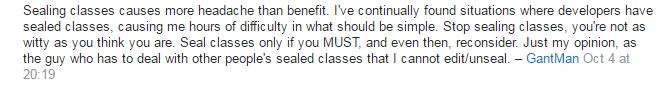 Sealing classes causes more headache than benefit. I've continually found situations where developers have
sealed classes, causing me hours of difficulty in what should be simple. Stop sealing classes, you're not as
witty as you think you are. Seal classes only if you MUST, and even then, reconsider. Just my opinion, as
the guy who has to deal with other people's sealed classes that I cannot edit/unseal. – GantMan Oct 4 at
20:19